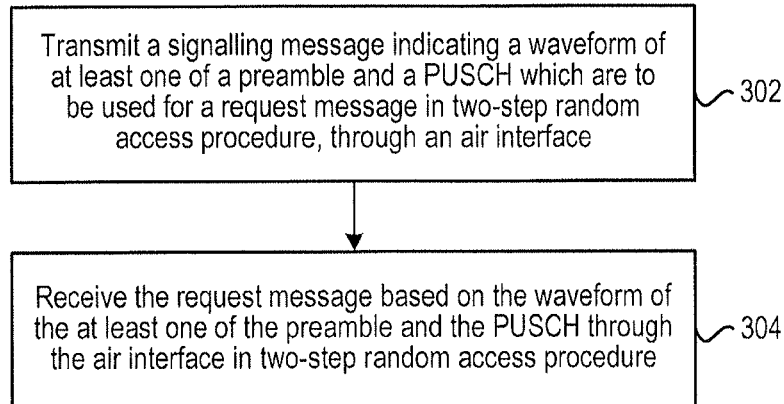 Transmit a signalling message indicating a waveform of
at least one of a preamble and a PUSCH which are to
be used for a request message in two-step random
access procedure, through an air interface
302
Receive the request message based on the waveform of
the at least one of the preamble and the PUSCH through
the air interface in two-step random access procedure
304